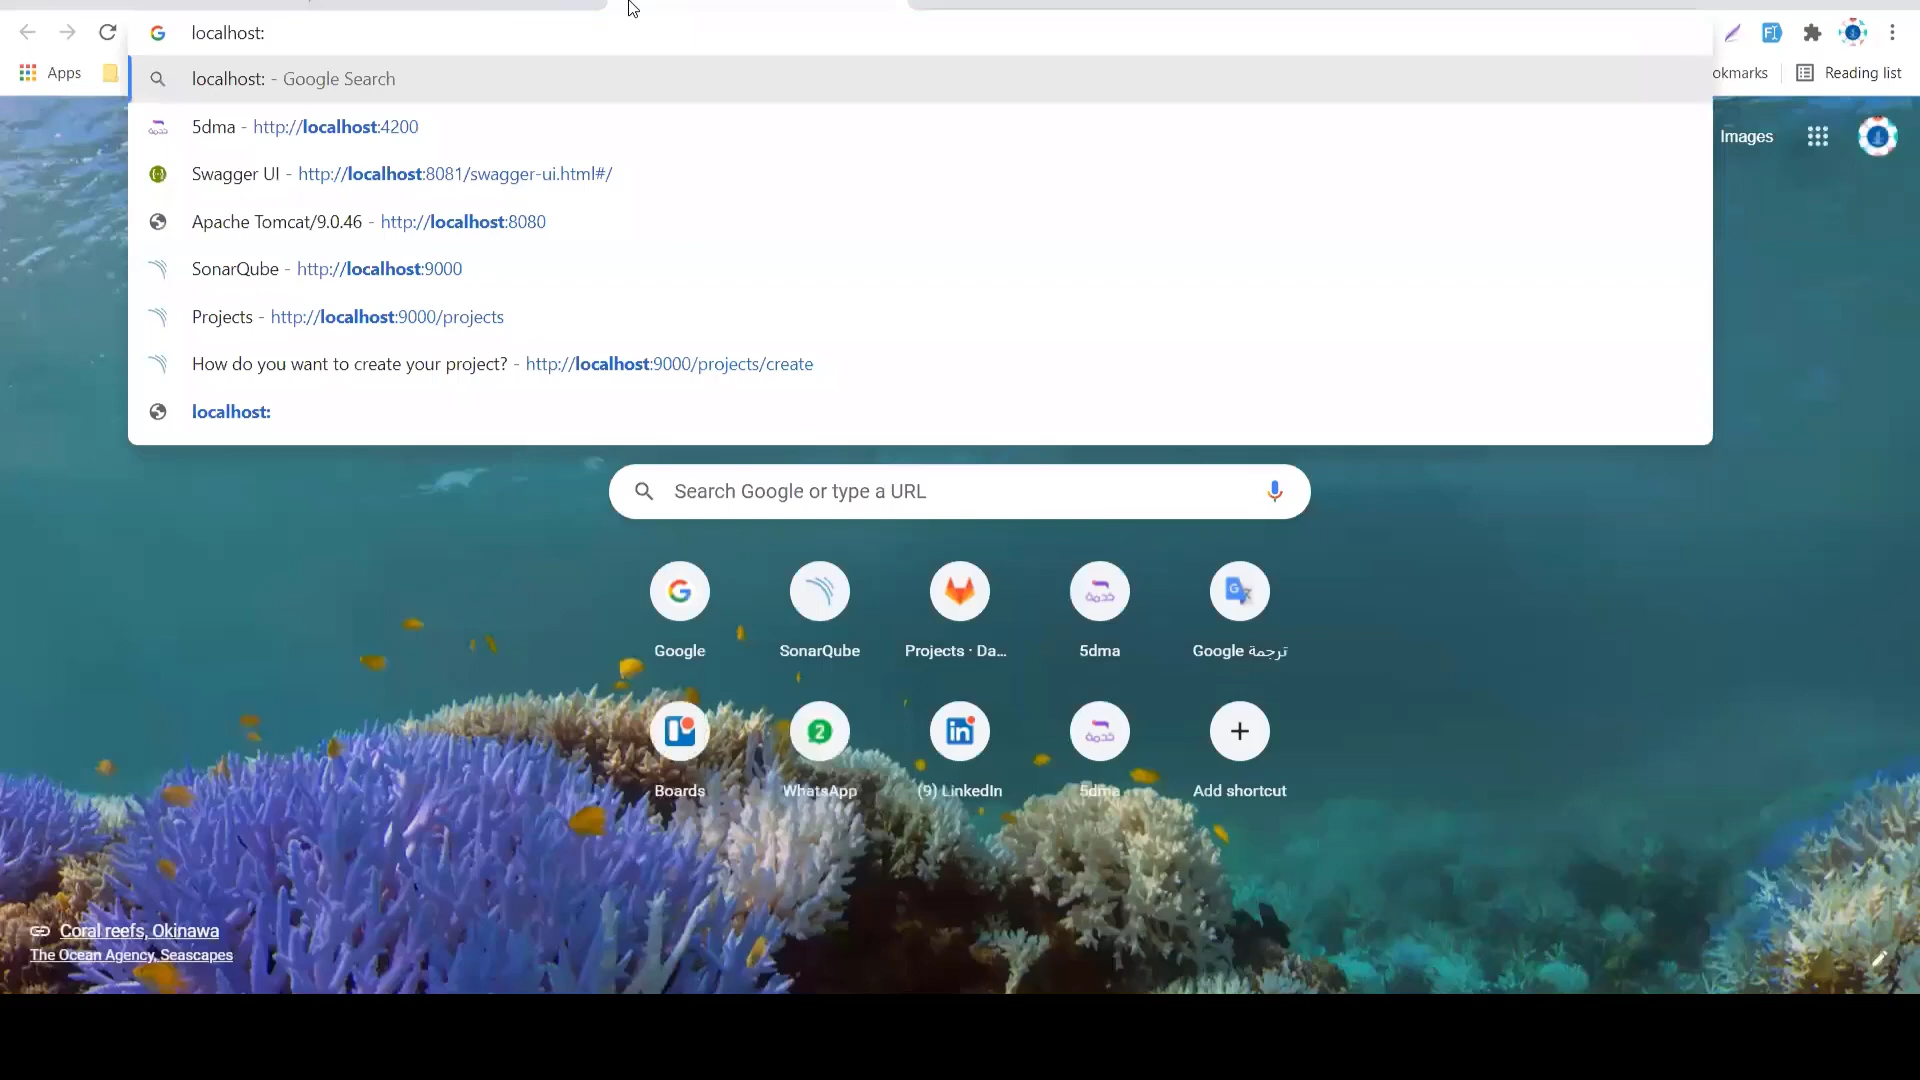 localhost:
Apps
localhost: - Google Search
okmarks
Reading list
5dma - http://localhost:4200
Images
Swagger UI - http://localhost:8081/swagger-ui.html#/
Apache Tomcat/9.0.46 - http://localhost:8080
SonarQube - http://localhost:9000
Projects - http://localhost:9000/projects
How do you want to create your project? - http://localhost:9000/projects/create
localhost:
Search Google or type a URL
Google
SonarQube
Projects · Da...
خدمة
5dma
ترجمة Google
Boards
2
WhatsApp
(9) LinkedIn
خدمة
5dma
Add shortcut
Coral reefs, Okinawa
The Ocean Agency, Seascapes